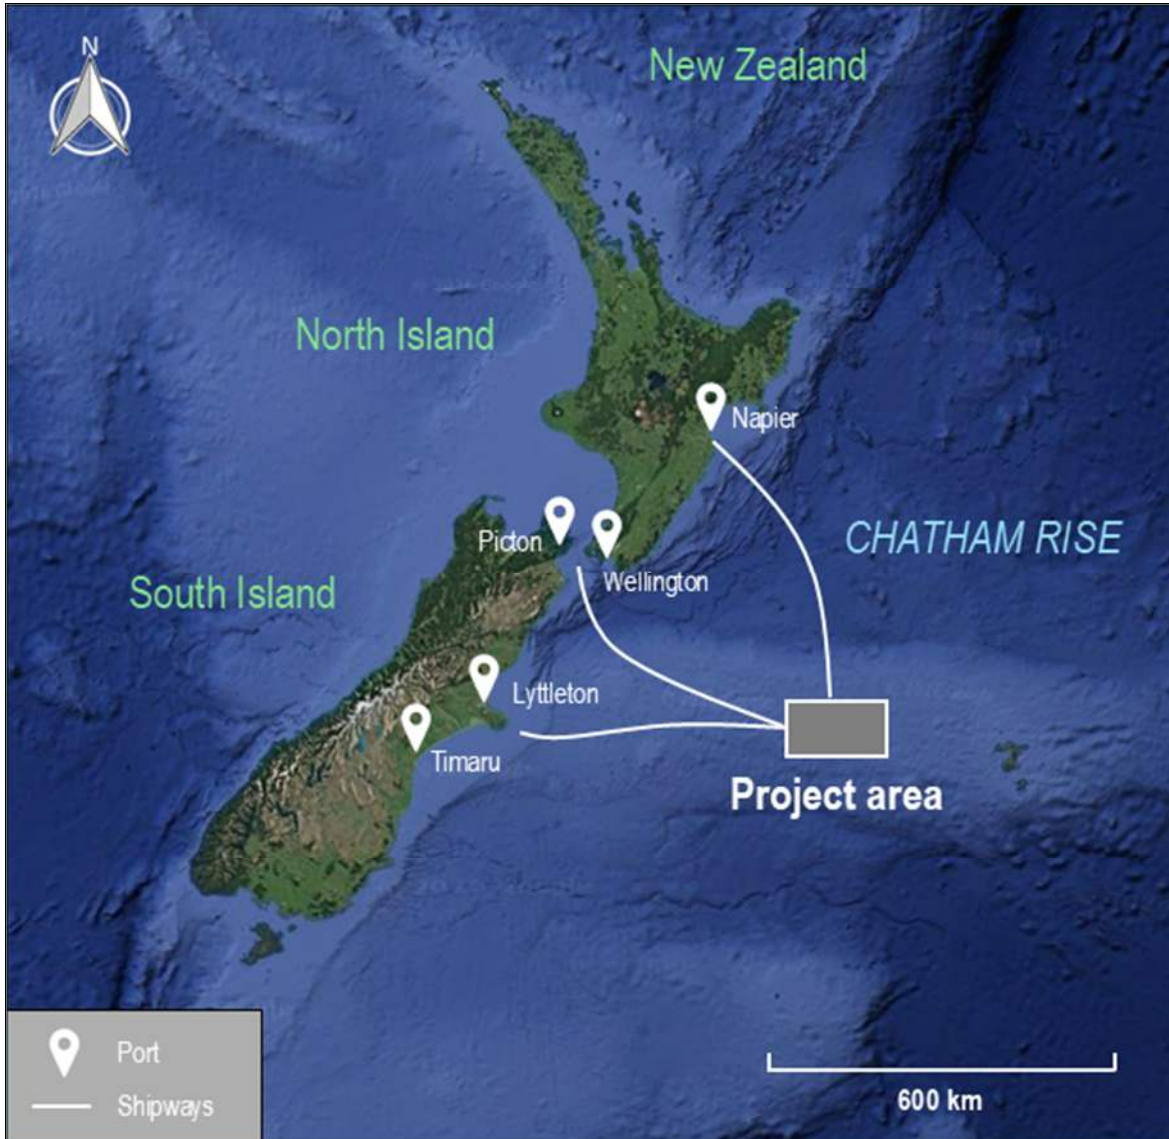 N
New Zealand
North Island
Napier
CHATHAM RISE
Picton
Wellington
South Island
Lyttleton
Timaru
Project area
Port
Shipways
600 km